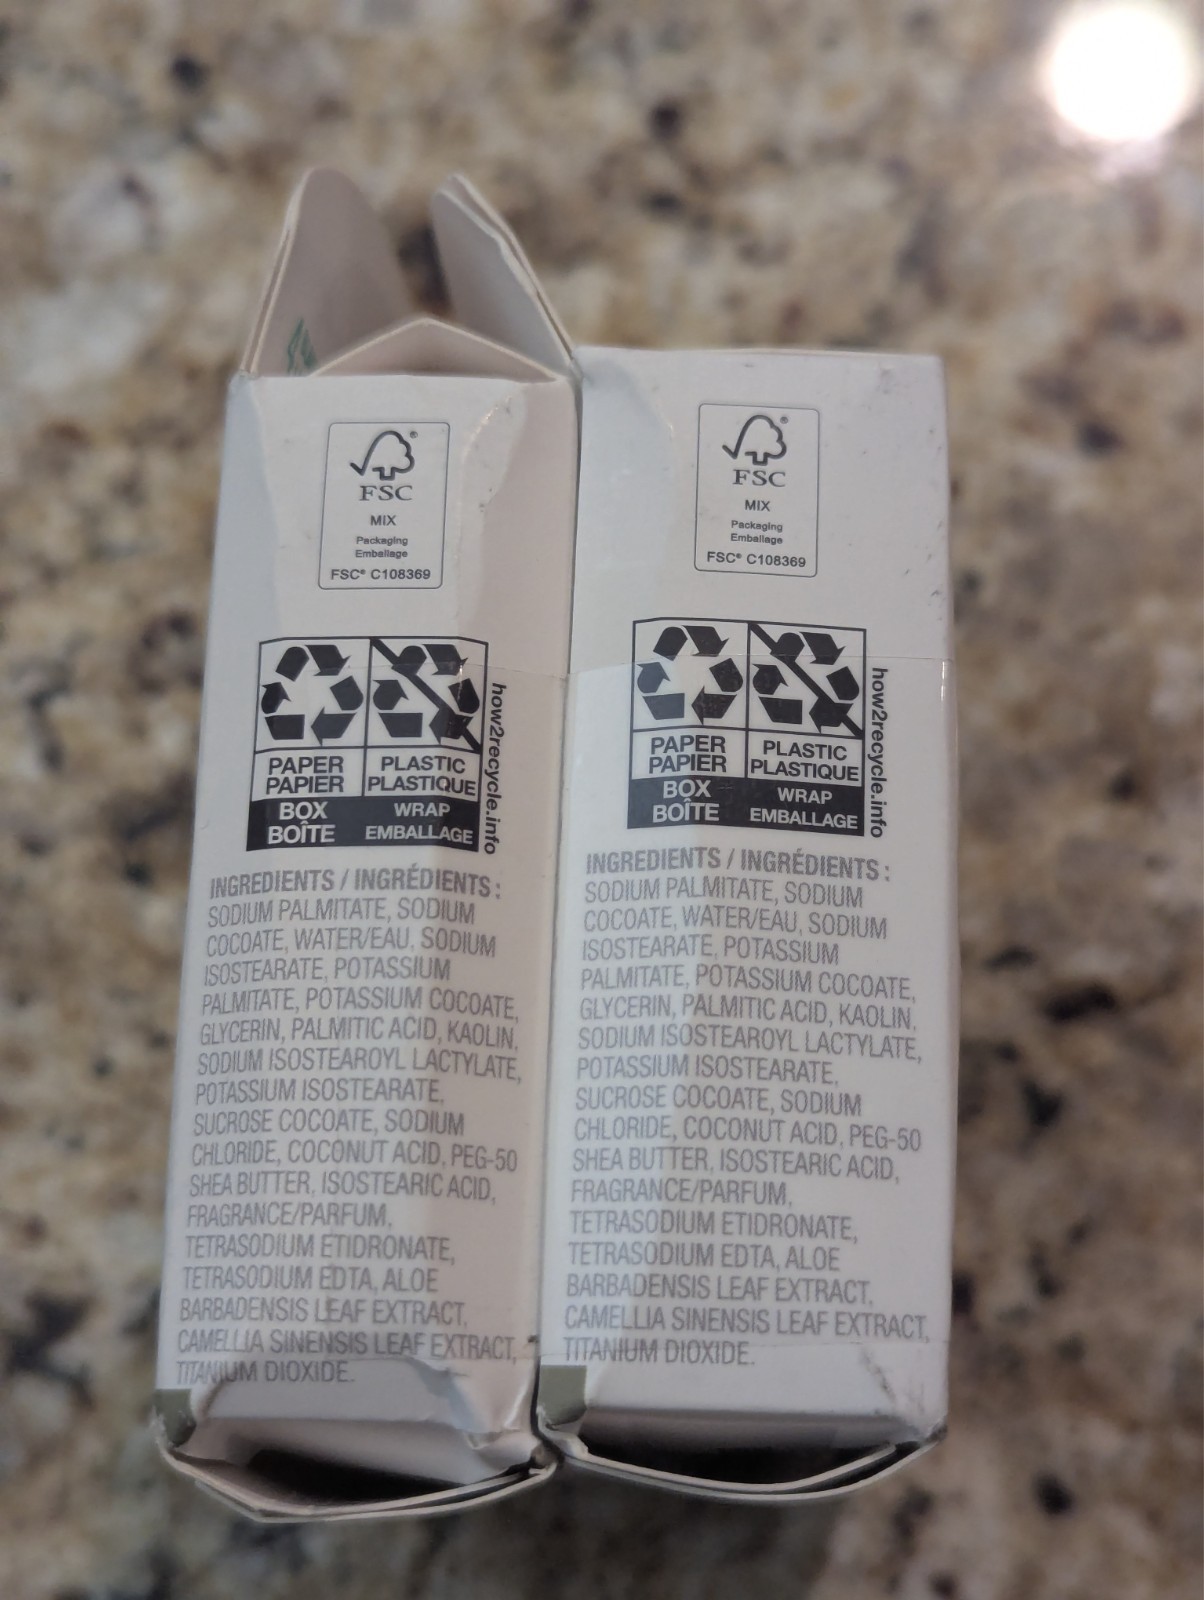 FSC®
MIX
Packaging
Emballage
FSC® C108369
PAPER
PAPIER
BOX
BOÎTE
PLASTIC
PLASTIQUE
WRAP
EMBALLAGE
how2recycle.info
INGREDIENTS / INGRÉDIENTS :
SODIUM PALMITATE, SODIUM
COCOATE, WATER/EAU, SODIUM
ISOSTEARATE, POTASSIUM
PALMITATE, POTASSIUM COCOATE,
GLYCERIN, PALMITIC ACID, KAOLIN,
SODIUM ISOSTEAROYL LACTYLATE,
POTASSIUM ISOSTEARATE,
SUCROSE COCOATE, SODIUM
CHLORIDE, COCONUT ACID, PEG-50
SHEA BUTTER, ISOSTEARIC ACID,
FRAGRANCE/PARFUM,
TETRASODIUM ETIDRONATE,
TETRASODIUM EDTA, ALOE
BARBADENSIS LEAF EXTRACT,
CAMELLIA SINENSIS LEAF EXTRACT,
TITANIUM DIOXIDE.
FSC®
MIX
Packaging
Emballage
FSC® C108369
PAPER
PAPIER
BOX
BOÎTE
PLASTIC
PLASTIQUE
WRAP
EMBALLAGE
how2recycle.info
INGREDIENTS / INGRÉDIENTS :
SODIUM PALMITATE, SODIUM
COCOATE, WATER/EAU, SODIUM
ISOSTEARATE, POTASSIUM
PALMITATE, POTASSIUM COCOATE,
GLYCERIN, PALMITIC ACID, KAOLIN,
SODIUM ISOSTEAROYL LACTYLATE,
POTASSIUM ISOSTEARATE,
SUCROSE COCOATE, SODIUM
CHLORIDE, COCONUT ACID, PEG-50
SHEA BUTTER, ISOSTEARIC ACID,
FRAGRANCE/PARFUM,
TETRASODIUM ETIDRONATE,
TETRASODIUM EDTA, ALOE
BARBADENSIS LEAF EXTRACT,
CAMELLIA SINENSIS LEAF EXTRACT,
TITANIUM DIOXIDE.